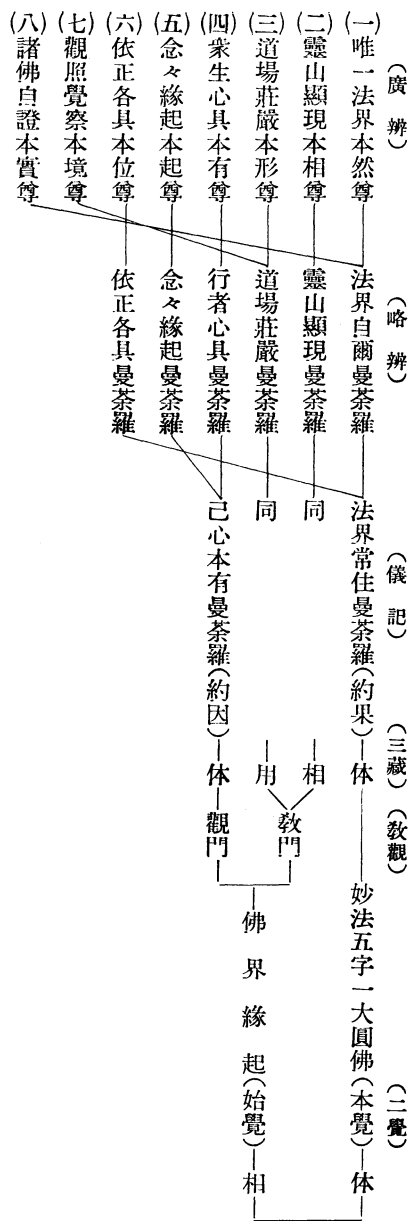 (廣辨) (略辨) (儀記) (三藏) (教觀) (二覺)
(一)唯一法界本然尊 法界自爾曼荼羅 法界常住曼荼羅(約果) 体 妙法五字一大圓佛(本覺) 体
(二)靈山顯現本相尊 靈山顯現曼荼羅 同 相
教門
(三)道場莊嚴本形尊 道場莊嚴曼荼羅 同 用
佛界緣起(始覺) 相
(四)衆生心具本有尊 行者心具曼荼羅 己心本有曼荼羅(約因) 体 觀門
(五)念々緣起本起尊 念々緣起曼荼羅
(六)依正各具本位尊 依正各具曼荼羅
(七)觀照覺察本境尊
(八)諸佛自證本實尊